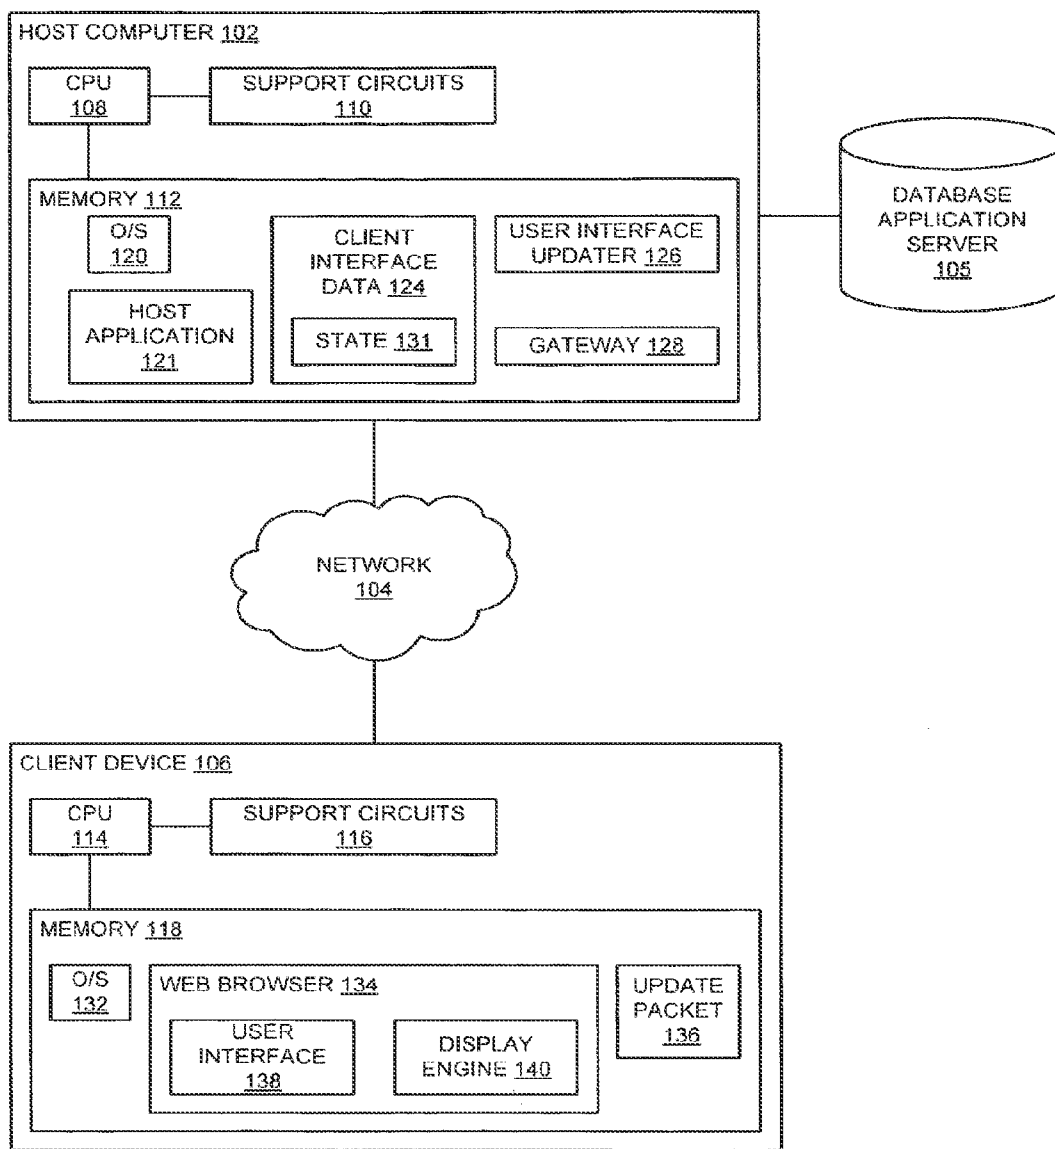 HOST COMPUTER 102
CPU
108
SUPPORT CIRCUITS
110
MEMORY 112
O/S
120
HOST
APPLICATION
121
CLIENT
INTERFACE
DATA 124
STATE 131
USER INTERFACE
UPDATER 126
GATEWAY 128
DATABASE
APPLICATION
SERVER
105
NETWORK
104
CLIENT DEVICE 106
CPU
114
SUPPORT CIRCUITS
116
MEMORY 118
O/S
132
WEB BROWSER 134
USER
INTERFACE
138
DISPLAY
ENGINE 140
UPDATE
PACKET
136